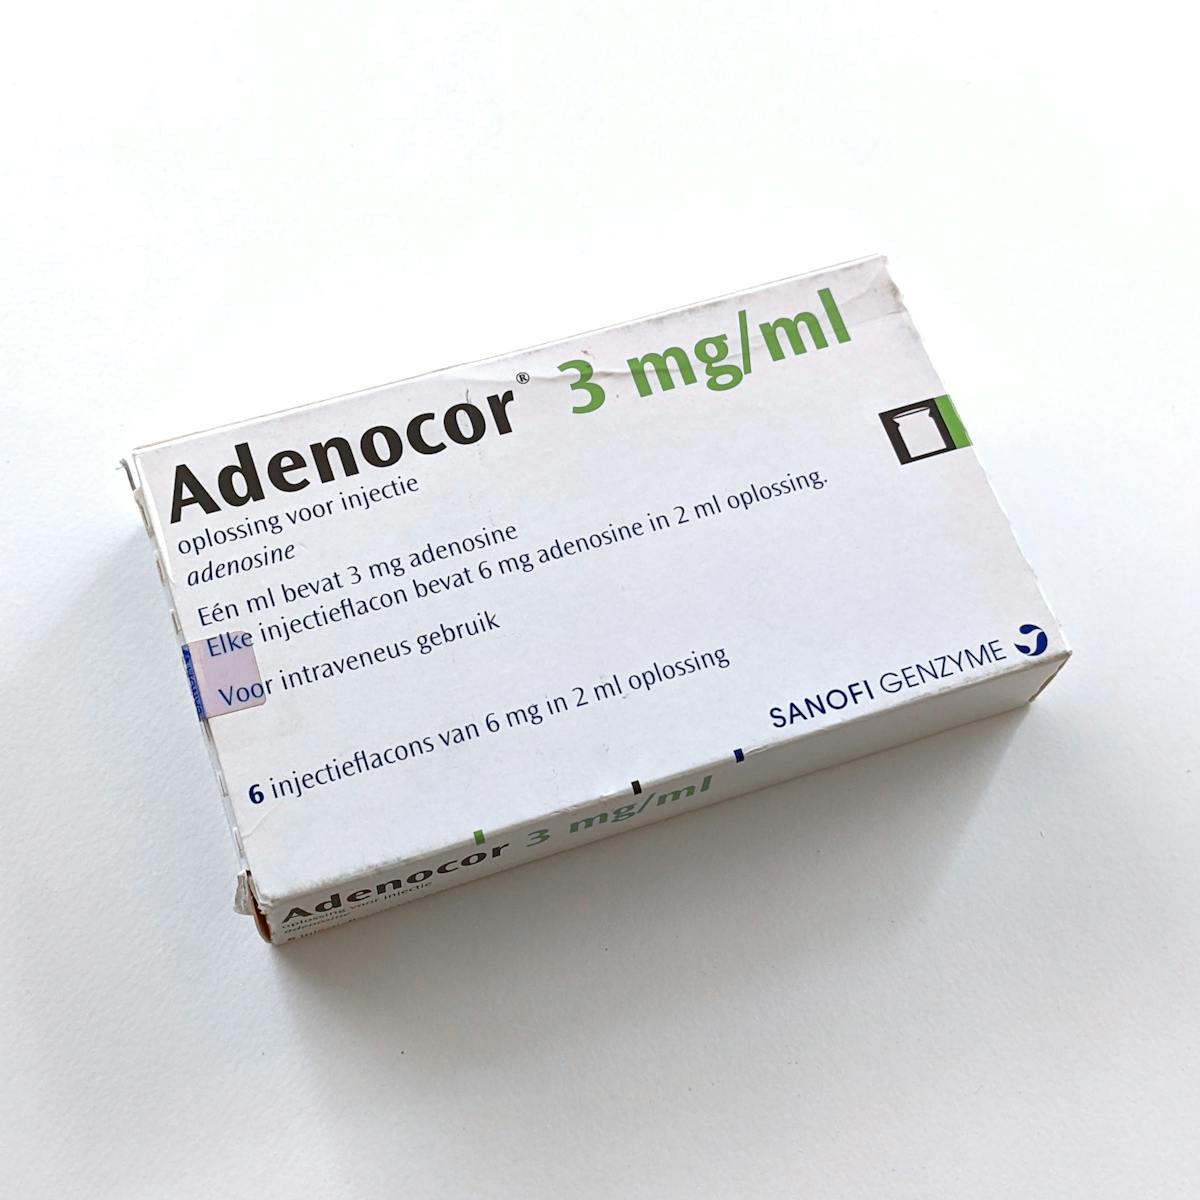 Adenocor® 3 mg/ml
oplossing voor injectie
adenosine
Eén ml bevat 3 mg adenosine
Elke injectieflacon bevat 6 mg adenosine in 2 ml oplossing.
Voor intraveneus gebruik
6 injectieflacons van 6 mg in 2 ml oplossing
SANOFI GENZYME
Adenocor 3 mg/ml
oplossing voor injectie
adenosine